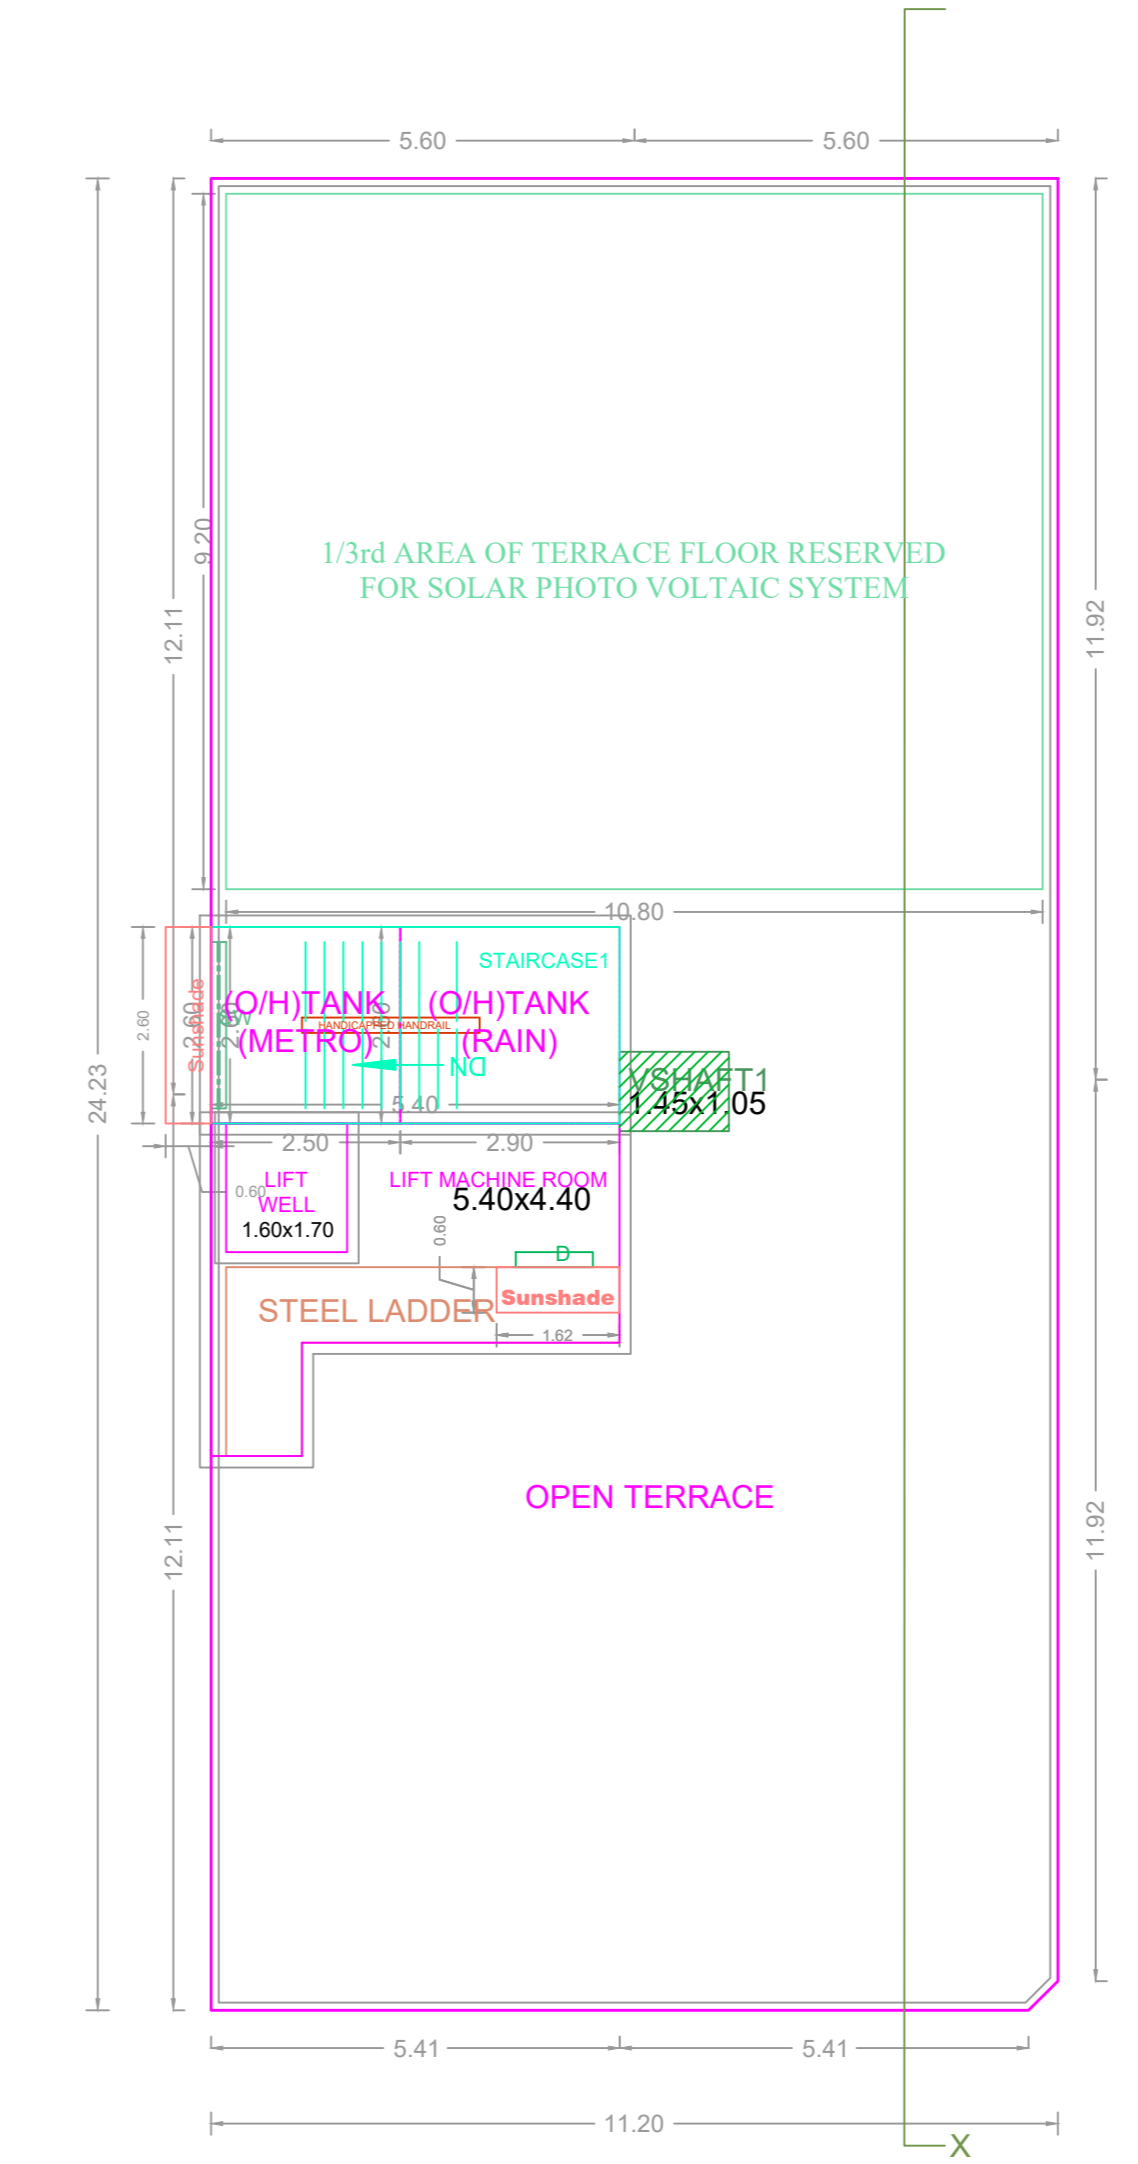 5.60
5.60
9.20
1/3rd AREA OF TERRACE FLOOR RESERVED
FOR SOLAR PHOTO VOLTAIC SYSTEM
12.11
11.92
10.80
STAIRCASE1
(O/H)TANK
(METRO)
(O/H)TANK
(RAIN)
HANDICAPPED HANDRAIL
Sunshade
2.60
2.60
2.60
DN
VSHAFT1
1.45x1.05
24.23
5.40
2.50
2.90
0.60
LIFT
WELL
1.60x1.70
LIFT MACHINE ROOM
5.40x4.40
0.60
D
Sunshade
STEEL LADDER
1.62
OPEN TERRACE
12.11
11.92
5.41
5.41
11.20
X